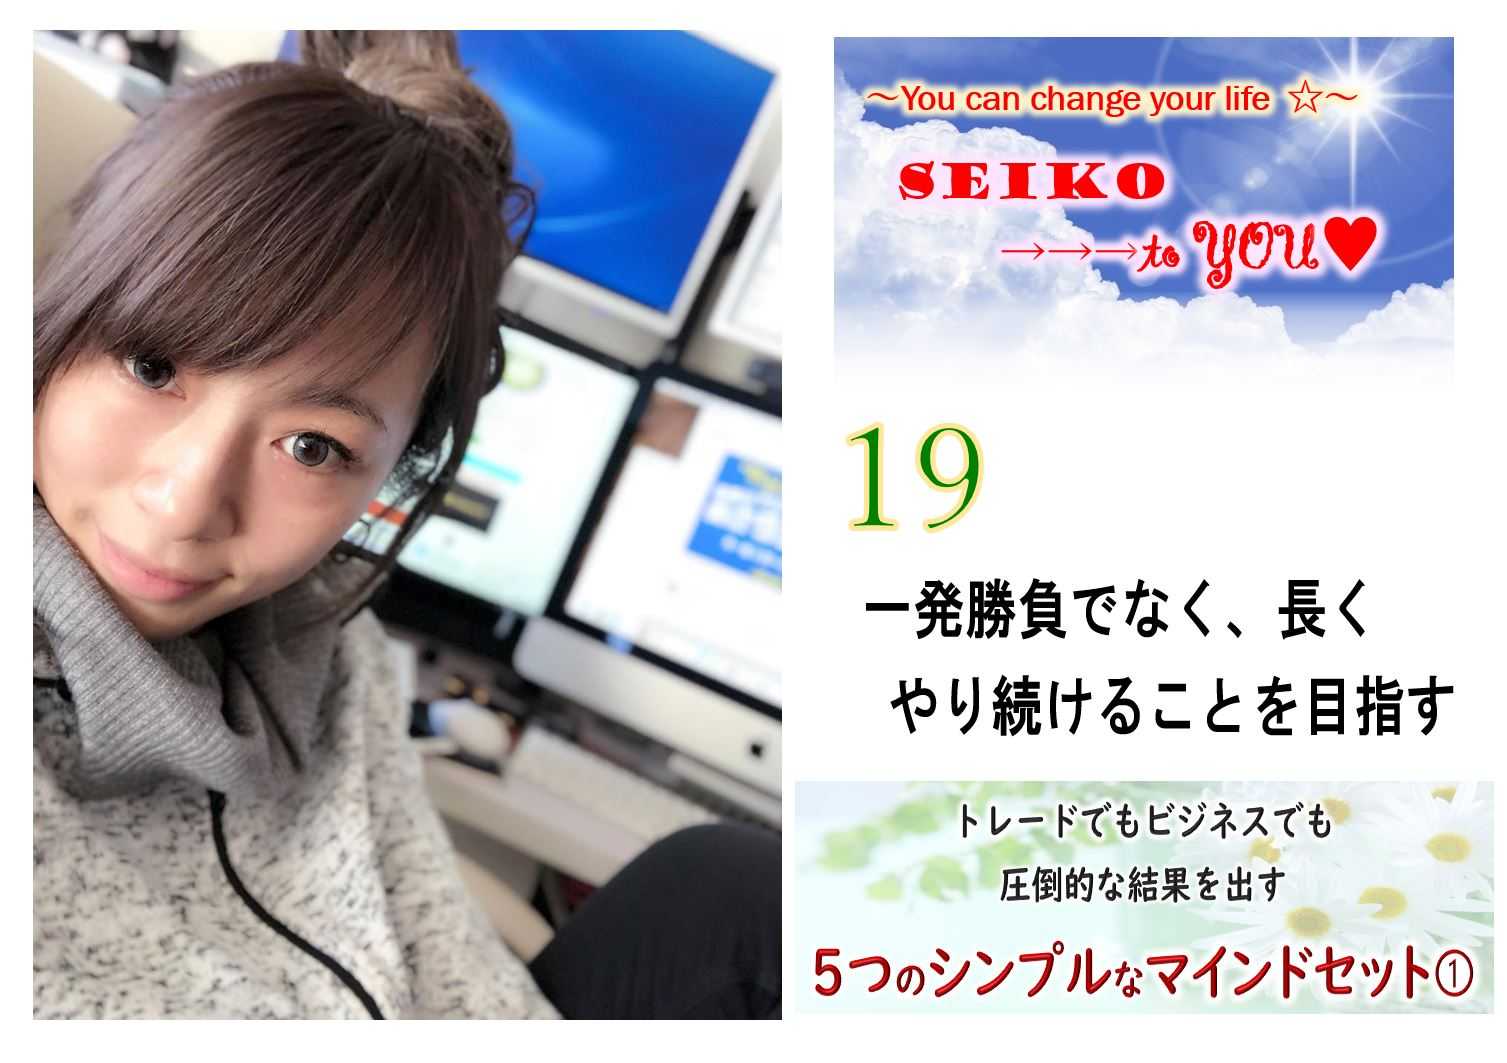 ～You can change your life ☆～
SEIKO
→→→to YOU♥
19
一発勝負でなく、長く
やり続けることを目指す
トレードでもビジネスでも
圧倒的な結果を出す
５つのシンプルなマインドセット①